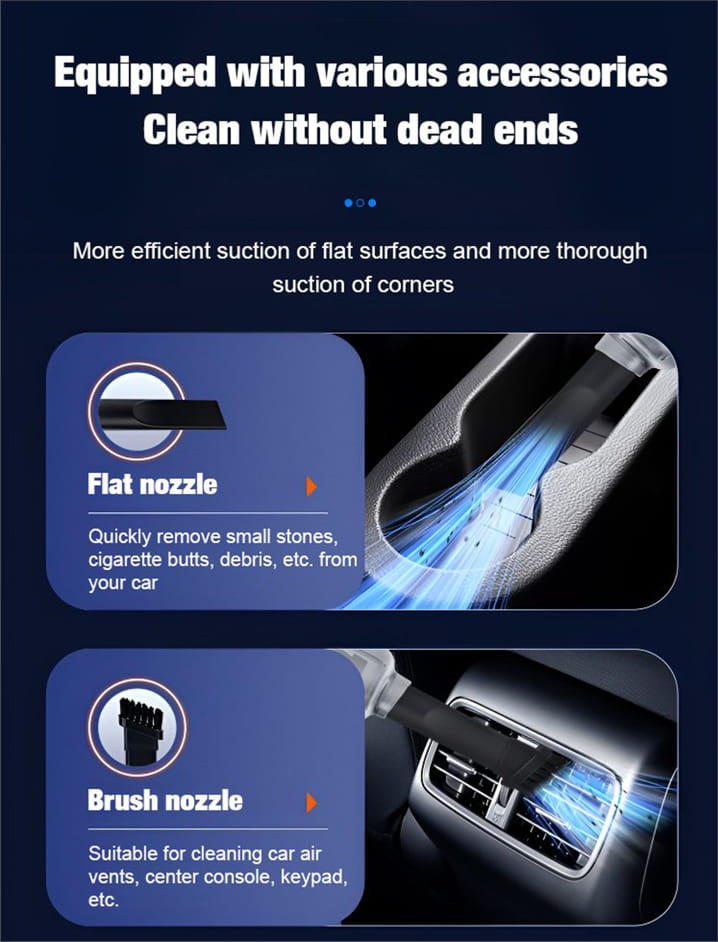 Equipped with various accessories
Clean without dead ends
More efficient suction of flat surfaces and more thorough
suction of corners
Flat nozzle
Quickly remove small stones,
cigarette butts, debris, etc. from
your car
Brush nozzle
Suitable for cleaning car air
vents, center console, keypad,
etc.